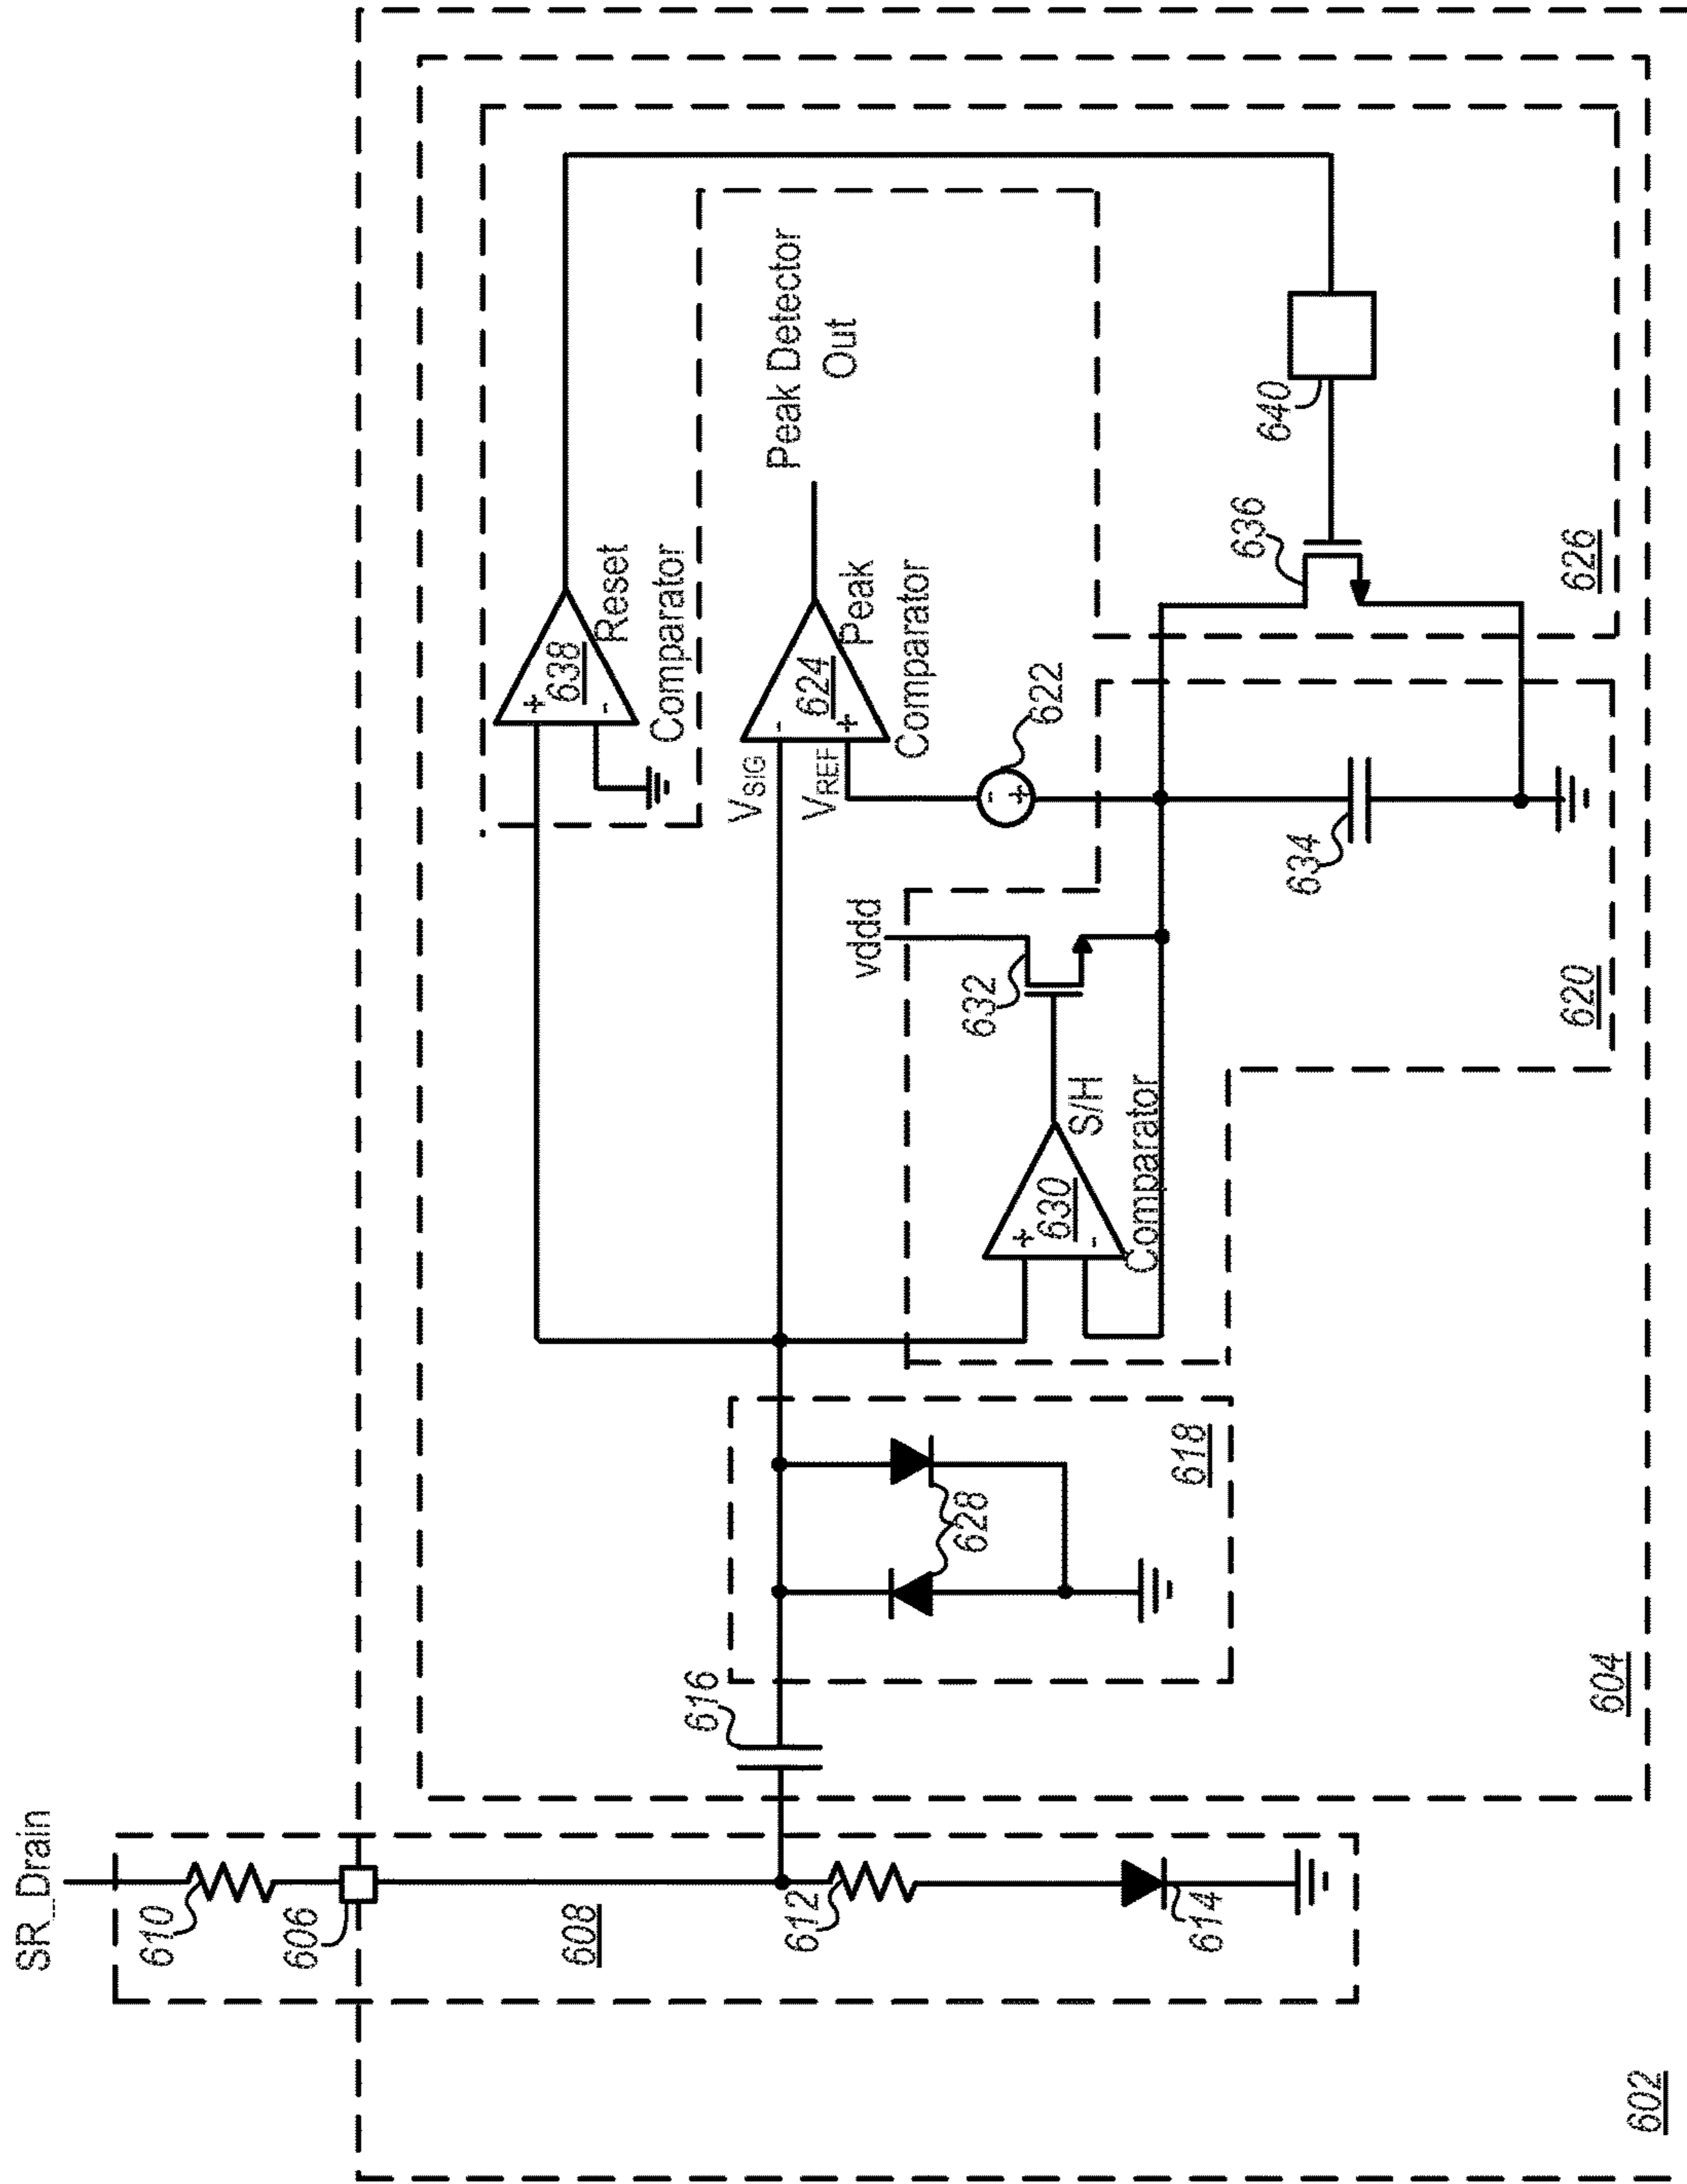 SR_Drain
610
606
608
612
614
602
616
618
628
604
Reset
Comparator
638
+
-
VSIG
VREF
Peak
Comparator
624
-
+
Peak Detector
Out
622
-
+
vddd
632
S/H
Comparator
630
+
-
634
620
636
640
626